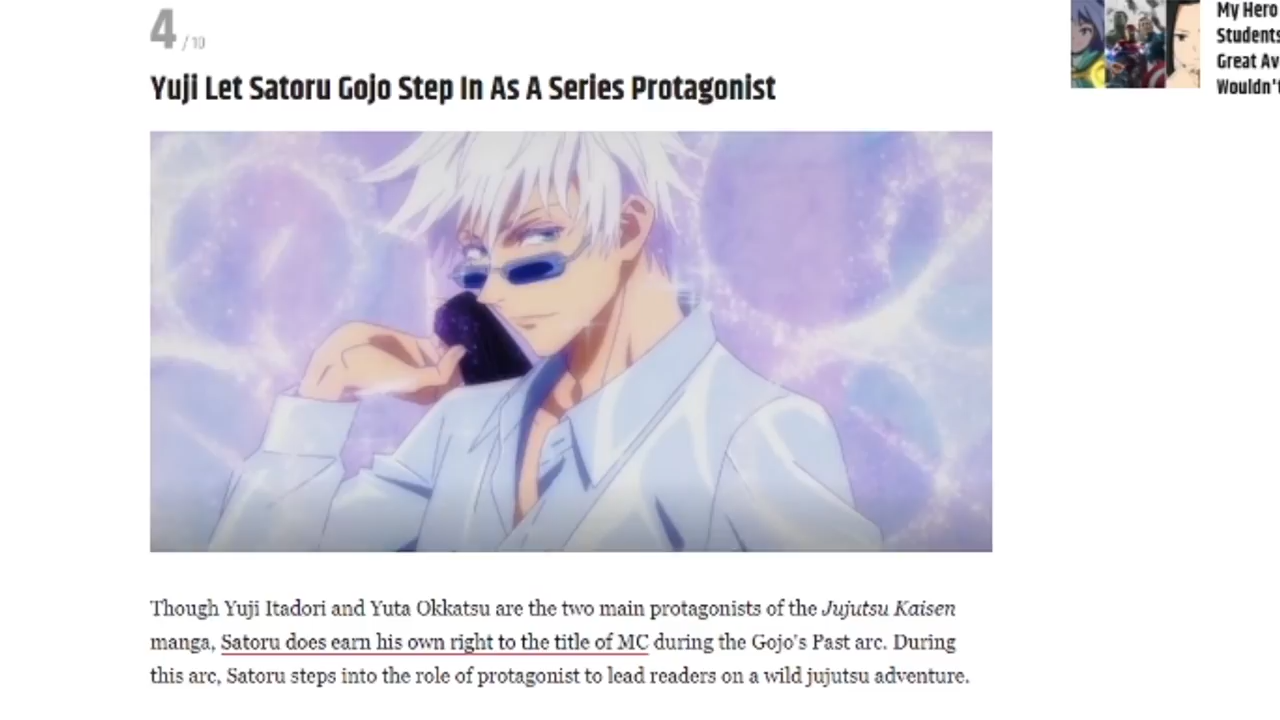 4 / 10
Yuji Let Satoru Gojo Step In As A Series Protagonist
Though Yuji Itadori and Yuta Okkatsu are the two main protagonists of the Jujutsu Kaisen
manga, Satoru does earn his own right to the title of MC during the Gojo's Past arc. During
this arc, Satoru steps into the role of protagonist to lead readers on a wild jujutsu adventure.
My Hero
Students
Great Av
Wouldn't